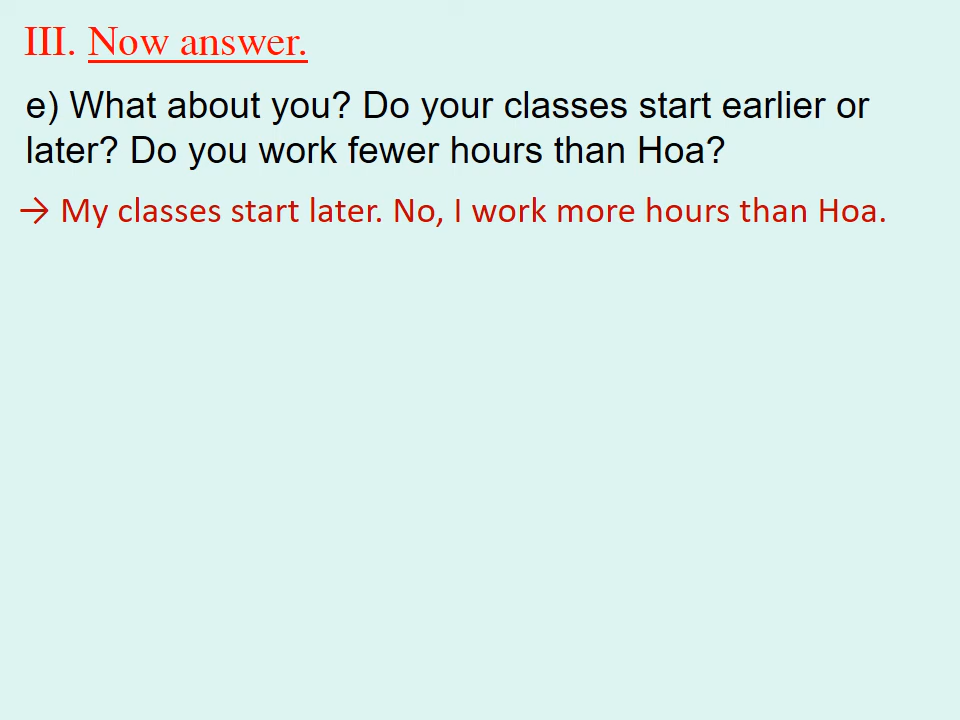 III. Now answer.
e) What about you? Do your classes start earlier or
later? Do you work fewer hours than Hoa?
→ My classes start later. No, I work more hours than Hoa.